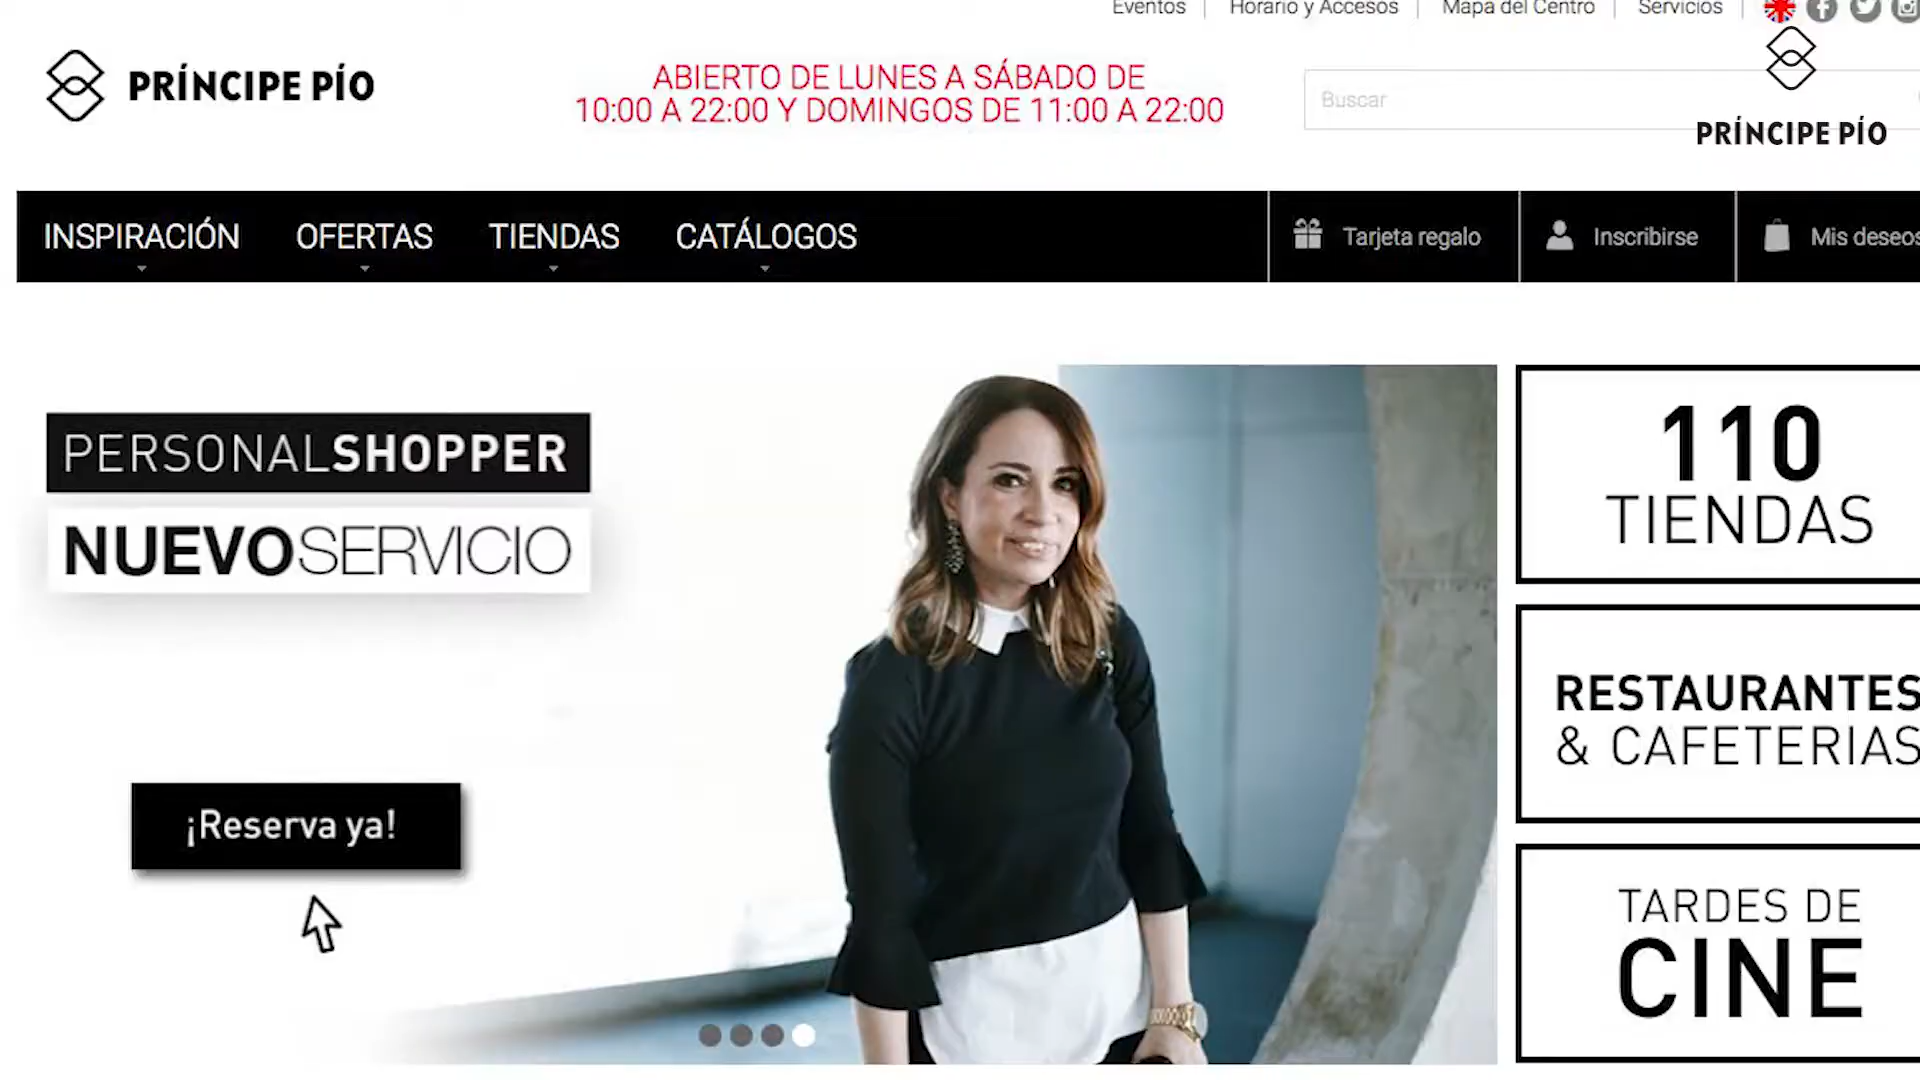 Eventos
Horario y Accesos
Mapa del Centro
Servicios
PRÍNCIPE PÍO
ABIERTO DE LUNES A SÁBADO DE
10:00 A 22:00 Y DOMINGOS DE 11:00 A 22:00
Buscar
PRÍNCIPE PÍO
INSPIRACIÓN
OFERTAS
TIENDAS
CATÁLOGOS
Tarjeta regalo
Inscribirse
Mis deseos
PERSONALSHOPPER
NUEVOSERVICIO
¡Reserva ya!
110
TIENDAS
RESTAURANTES
& CAFETERIAS
TARDES DE
CINE